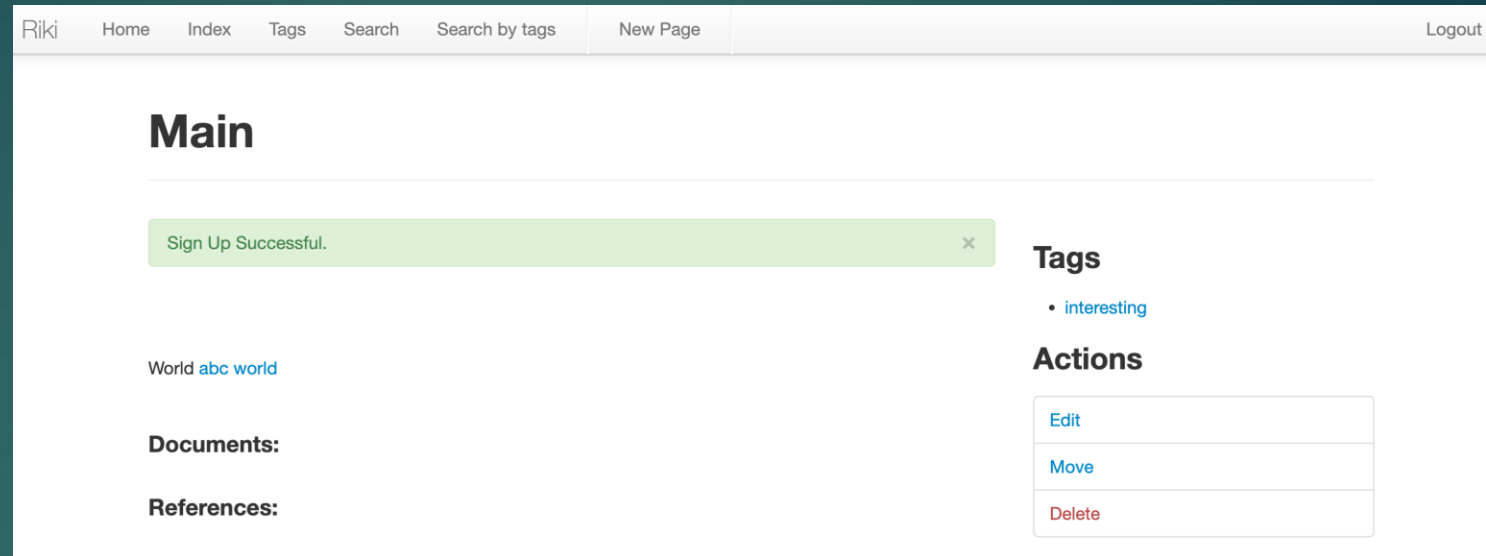 Riki Home Index Tags Search Search by tags New Page Logout
Main
Sign Up Successful. ×
World abc world
Documents:
References:
Tags
• interesting
Actions
Edit
Move
Delete